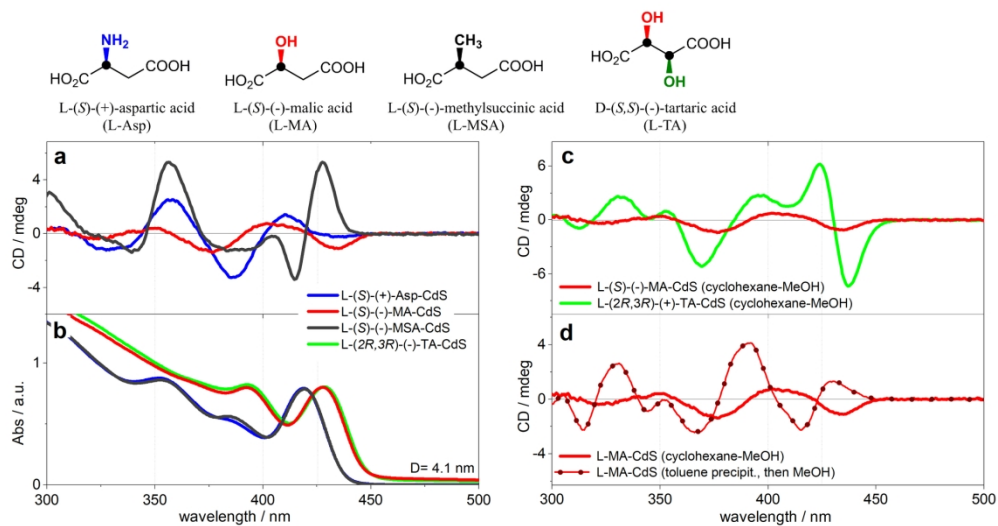 NH₂
HO₂C
COOH
L-(S)-(+)-aspartic acid
(L-Asp)
OH
HO₂C
COOH
L-(S)-(-)-malic acid
(L-MA)
CH₃
HO₂C
COOH
L-(S)-(-)-methylsuccinic acid
(L-MSA)
OH
HO₂C
COOH
OH
D-(S,S)-(-)-tartaric acid
(L-TA)
a
CD / mdeg
4
0
-4
L-(S)-(+)-Asp-CdS
L-(S)-(-)-MA-CdS
L-(S)-(-)-MSA-CdS
L-(2R,3R)-(-)-TA-CdS
b
Abs / a.u.
1
0
D= 4.1 nm
300 350 400 450 500
wavelength / nm
c
CD / mdeg
6
0
-6
L-(S)-(-)-MA-CdS (cyclohexane-MeOH)
L-(2R,3R)-(+)-TA-CdS (cyclohexane-MeOH)
d
CD / mdeg
4
0
-4
L-MA-CdS (cyclohexane-MeOH)
L-MA-CdS (toluene precipit., then MeOH)
300 350 400 450 500
wavelength / nm